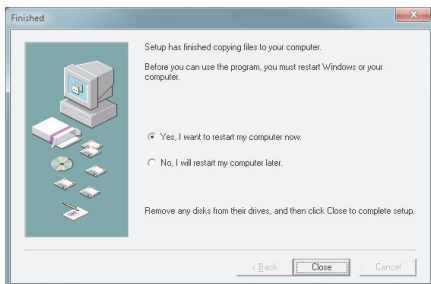 Finished
Setup has finished copying files to your computer.
Before you can use the program, you must restart Windows or your
computer.
Yes, I want to restart my computer now.
No, I will restart my computer later.
Remove any disks from their drives, and then click Close to complete setup.
< Back
Close
Cancel